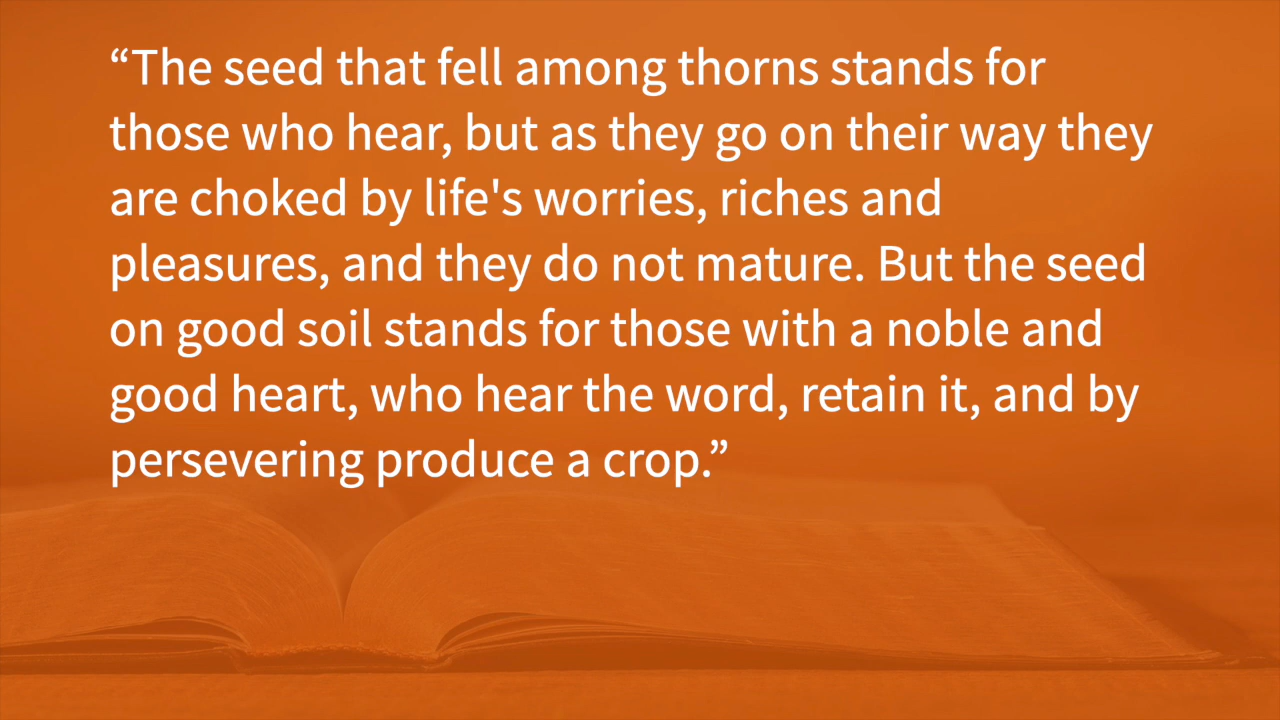 “The seed that fell among thorns stands for
those who hear, but as they go on their way they
are choked by life's worries, riches and
pleasures, and they do not mature. But the seed
on good soil stands for those with a noble and
good heart, who hear the word, retain it, and by
persevering produce a crop.”